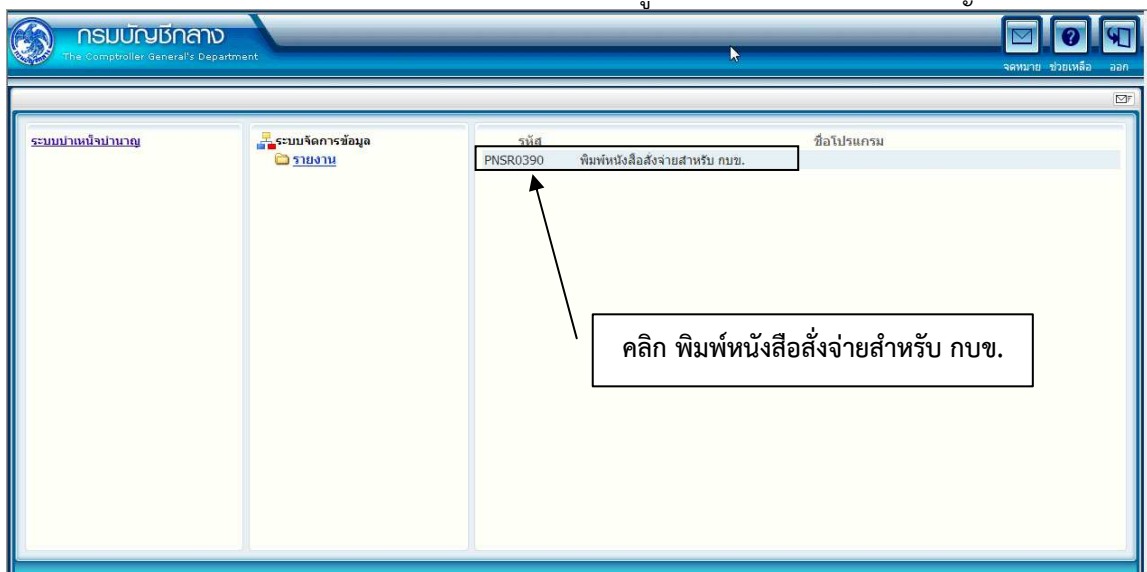 กรมบัญชีกลาง
The Comptroller General's Department
จดหมาย ช่วยเหลือ ออก
ระบบบำเหน็จบำนาญ
ระบบจัดการข้อมูล
รายงาน
รหัส ชื่อโปรแกรม
PNSR0390 พิมพ์หนังสือสั่งจ่ายสำหรับ กบข.
คลิก พิมพ์หนังสือสั่งจ่ายสำหรับ กบข.